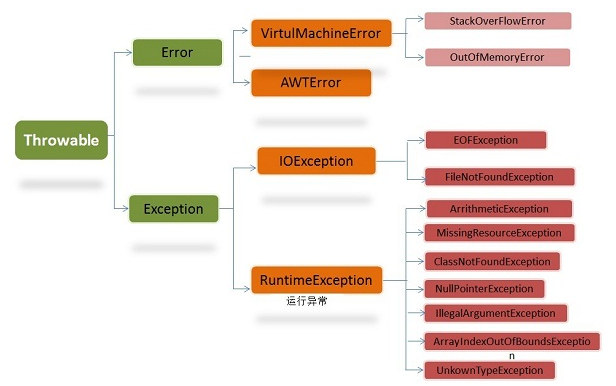 Throwable
Error
VirtulMachineError
StackOverFlowError
OutOfMemoryError
AWTError
Exception
IOException
EOFException
FileNotFoundException
RuntimeException
运行异常
ArrithmeticException
MissingResourceException
ClassNotFoundException
NullPointerException
IllegalArgumentException
ArrayIndexOutOfBoundsExceptio
n
UnkownTypeException